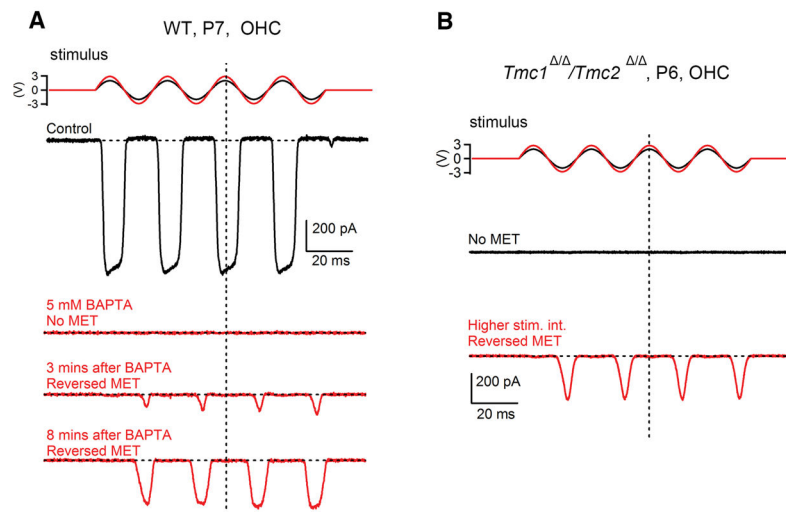 A
WT, P7, OHC
stimulus
3
0
-3
(V)
Control
200 pA
20 ms
5 mM BAPTA
No MET
3 mins after BAPTA
Reversed MET
8 mins after BAPTA
Reversed MET
B
Tmc1 Δ/Δ/Tmc2 Δ/Δ, P6, OHC
stimulus
3
0
-3
(V)
No MET
Higher stim. int.
Reversed MET
200 pA
20 ms